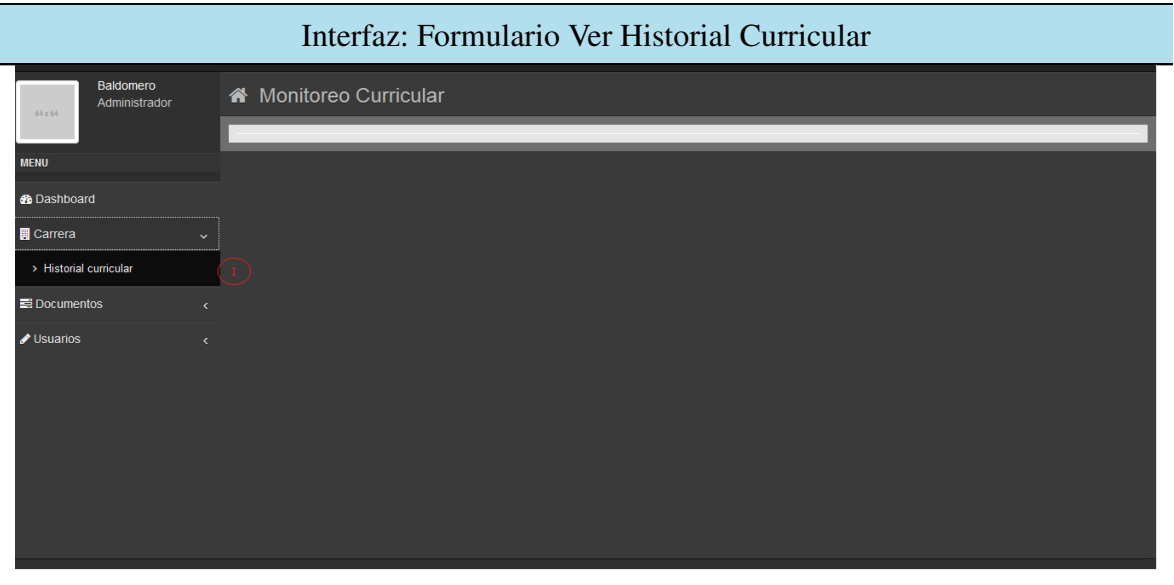 Interfaz: Formulario Ver Historial Curricular
Baldomero
Administrador
64 x 64
Monitoreo Curricular
MENU
Dashboard
Carrera
Historial curricular
1
Documentos
Usuarios